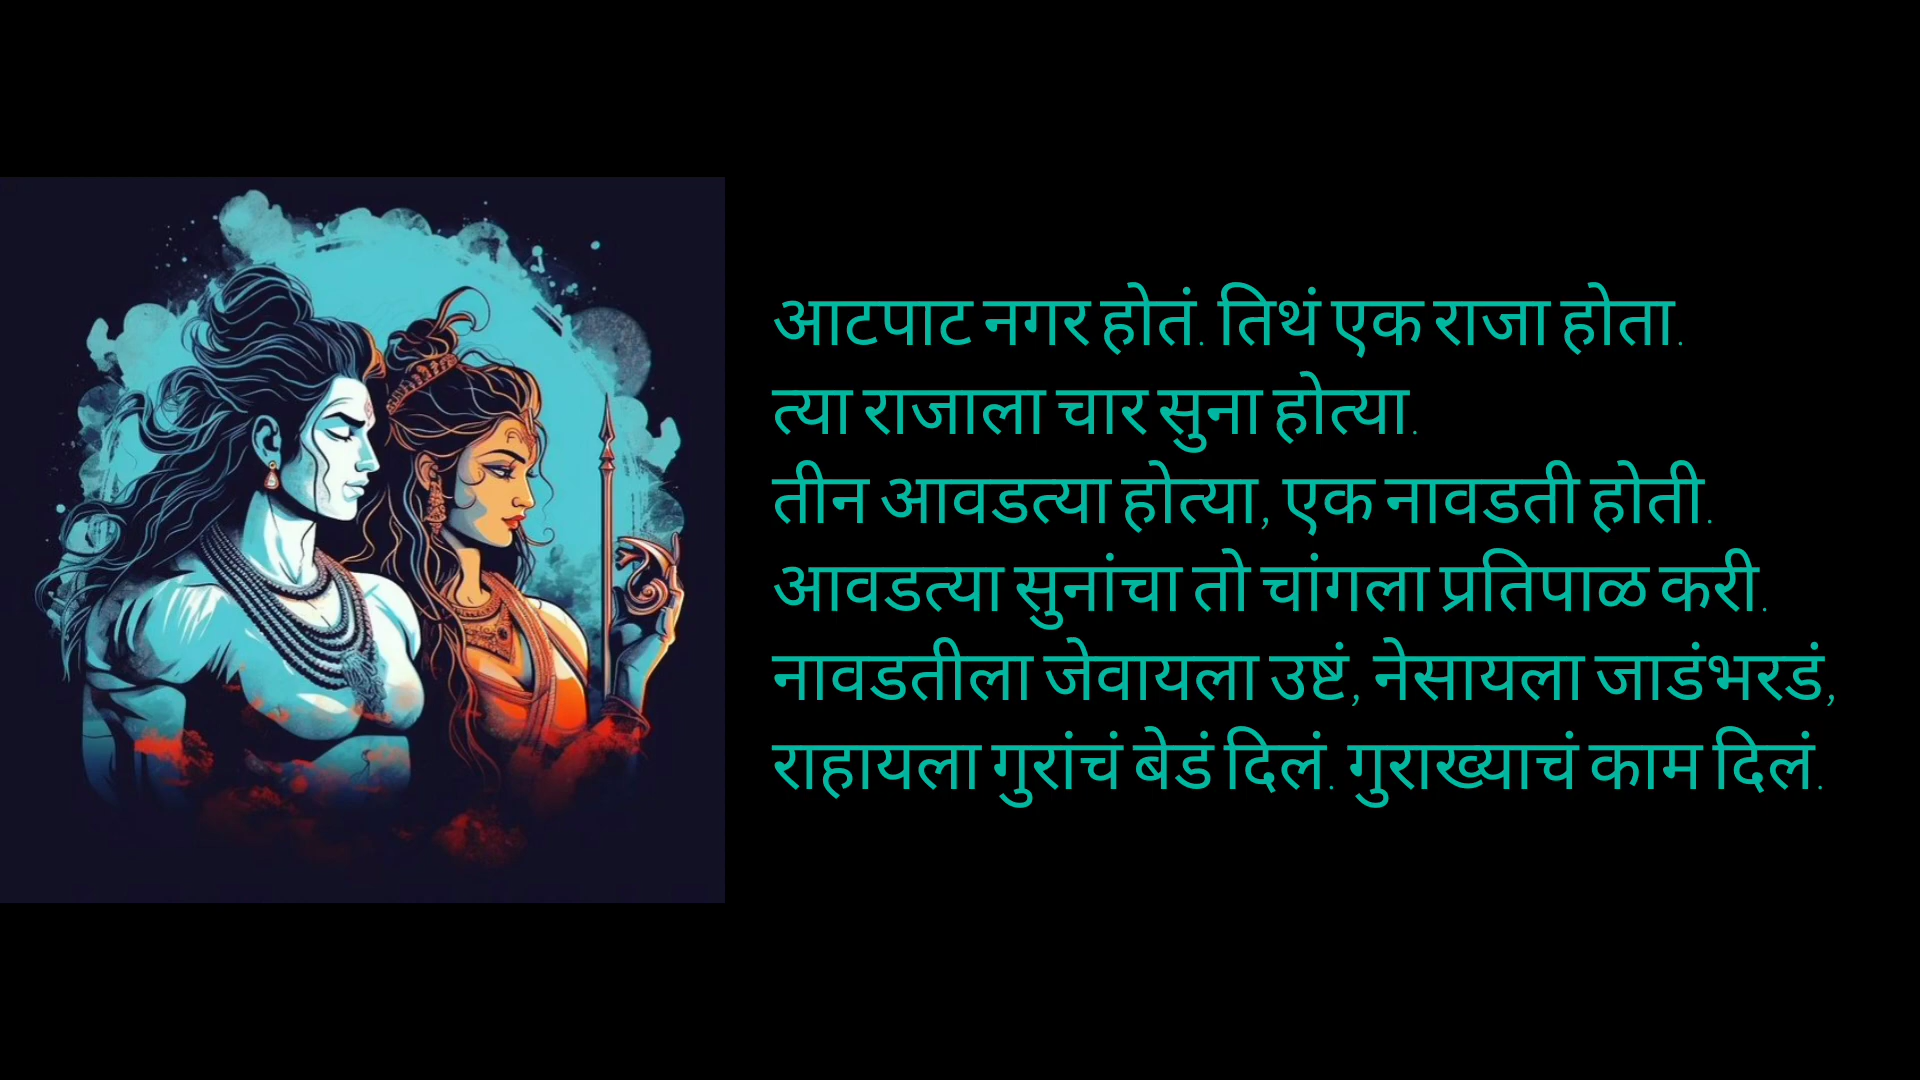 आटपाट नगर होतं. तिथं एक राजा होता.
त्या राजाला चार सुना होत्या.
तीन आवडत्या होत्या, एक नावडती होती.
आवडत्या सुनांचा तो चांगला प्रतिपाळ करी.
नावडतीला जेवायला उष्टं, नेसायला जाडंभरडं,
राहायला गुरांचं बेडं दिलं. गुराख्याचं काम दिलं.